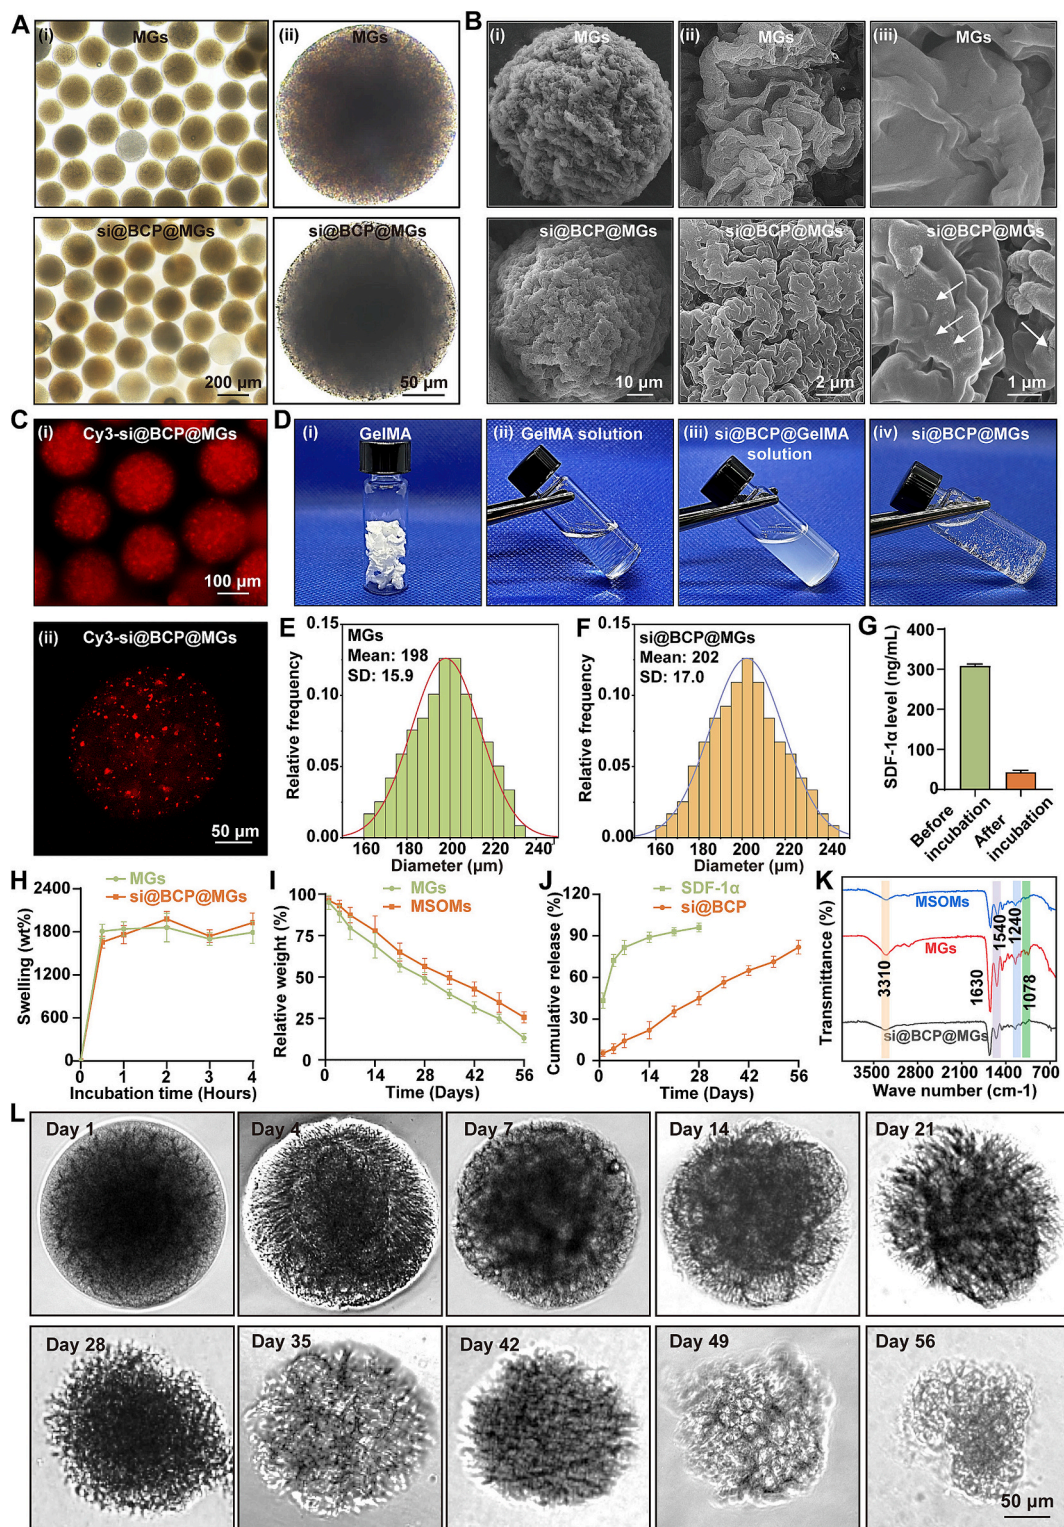 A
(i)
MGs
(ii)
MGs
si@BCP@MGs
200 μm
si@BCP@MGs
50 μm
B
(i)
MGs
(ii)
MGs
(iii)
MGs
si@BCP@MGs
10 μm
si@BCP@MGs
2 μm
si@BCP@MGs
1 μm
C
(i)
Cy3-si@BCP@MGs
100 μm
(ii)
Cy3-si@BCP@MGs
50 μm
D
(i)
GelMA
(ii)
GelMA solution
(iii)
si@BCP@GelMA
solution
(iv)
si@BCP@MGs
E
0.15
0.10
0.05
0.00
Relative frequency
MGs
Mean: 198
SD: 15.9
160 180 200 220 240
Diameter (μm)
F
0.15
0.10
0.05
0.00
Relative frequency
si@BCP@MGs
Mean: 202
SD: 17.0
160 180 200 220 240
Diameter (μm)
G
SDF-1α level (ng/mL)
400
300
200
100
0
Before
incubation
After
incubation
H
MGs
si@BCP@MGs
Swelling (wt%)
2400
1800
1200
600
0
0 1 2 3 4
Incubation time (Hours)
I
MGs
MSOMs
Relative weight (%)
100
75
50
25
0
0 14 28 42 56
Time (Days)
J
SDF-1α
si@BCP
Cumulative release (%)
120
90
60
30
0
0 14 28 42 56
Time (Days)
K
Transmittance (%)
MSOMs
MGs
si@BCP@MGs
3310
1630
1540
1240
1078
3500 2800 2100 1400 700
Wave number (cm-1)
L
Day 1
Day 4
Day 7
Day 14
Day 21
Day 28
Day 35
Day 42
Day 49
Day 56
50 μm